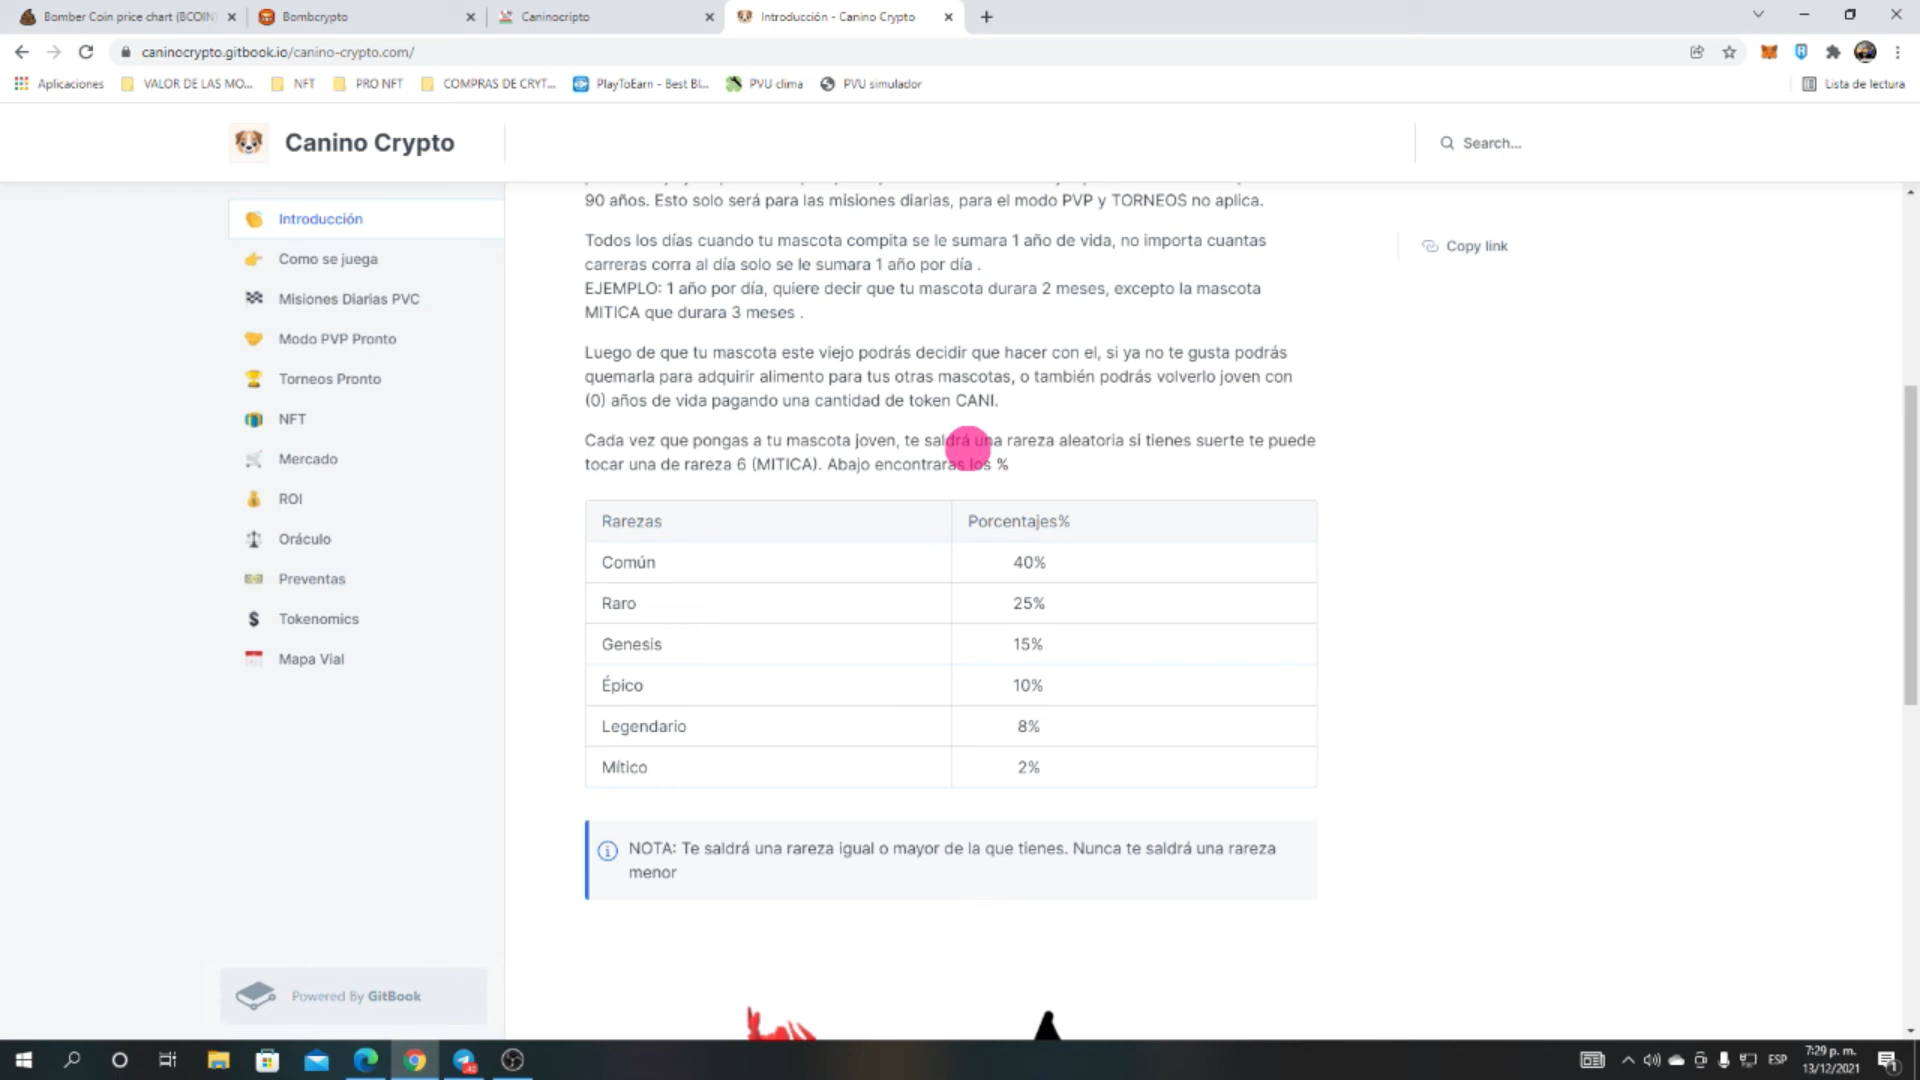 Bomber Coin price chart (BCOIN)
Bombcrypto
Caninocripto
Introducción - Canino Crypto
caninocrypto.gitbook.io/canino-crypto.com/
Aplicaciones
VALOR DE LAS MO...
NFT
PRO NFT
COMPRAS DE CRYT...
PlayToEarn - Best Bl...
PVU clima
PVU simulador
Lista de lectura
Canino Crypto
Search...
Introducción
Como se juega
Misiones Diarias PVC
Modo PVP Pronto
Torneos Pronto
NFT
Mercado
ROI
Oráculo
Preventas
Tokenomics
Mapa Vial
Powered By GitBook
90 años. Esto solo será para las misiones diarias, para el modo PVP y TORNEOS no aplica.
Todos los días cuando tu mascota compita se le sumara 1 año de vida, no importa cuantas
carreras corra al día solo se le sumara 1 año por día .
EJEMPLO: 1 año por día, quiere decir que tu mascota durara 2 meses, excepto la mascota
MITICA que durara 3 meses .
Luego de que tu mascota este viejo podrás decidir que hacer con el, si ya no te gusta podrás
quemarla para adquirir alimento para tus otras mascotas, o también podrás volverlo joven con
(0) años de vida pagando una cantidad de token CANI.
Cada vez que pongas a tu mascota joven, te saldrá una rareza aleatoria si tienes suerte te puede
tocar una de rareza 6 (MITICA). Abajo encontraras los %
Rarezas Porcentajes%
Común 40%
Raro 25%
Genesis 15%
Épico 10%
Legendario 8%
Mítico 2%
NOTA: Te saldrá una rareza igual o mayor de la que tienes. Nunca te saldrá una rareza
menor
Copy link
ESP
7:29 p. m.
13/12/2021